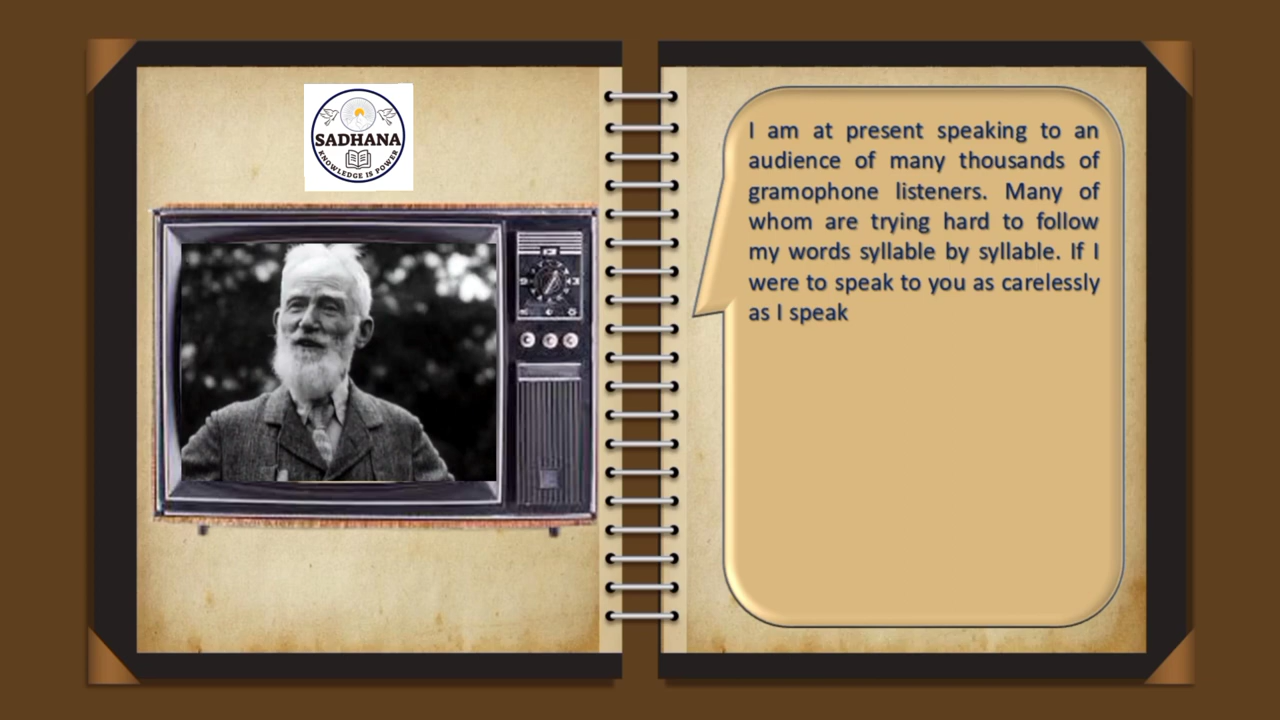 SADHANA
KNOWLEDGE IS POWER
I am at present speaking to an
audience of many thousands of
gramophone listeners. Many of
whom are trying hard to follow
my words syllable by syllable. If I
were to speak to you as carelessly
as I speak